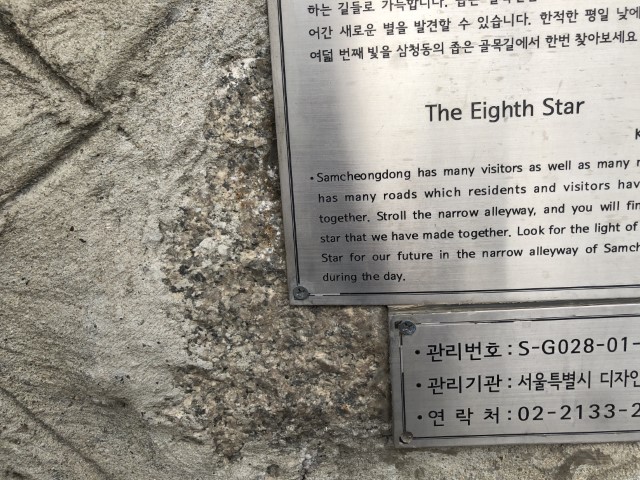 하는 길들로 가득합니다. 좁은
어간 새로운 별을 발견할 수 있습니다. 한적한 평일 낮에
여덟 번째 빛을 삼청동의 좁은 골목길에서 한번 찾아보세요
The Eighth Star
K
• Samcheongdong has many visitors as well as many
has many roads which residents and visitors hav
together. Stroll the narrow alleyway, and you will fin
star that we have made together. Look for the light of
Star for our future in the narrow alleyway of Samch
during the day.
• 관리번호 : S-G028-01-
• 관리기관 : 서울특별시 디자인
• 연 락 처 : 02-2133-2